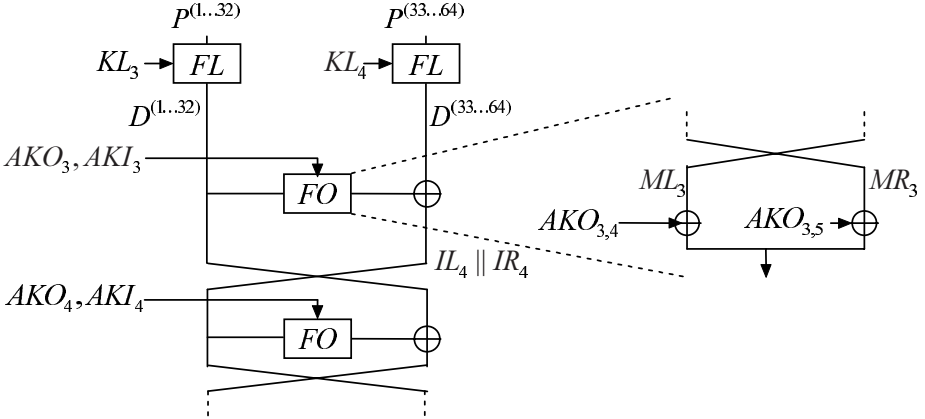 P^(1…32) P^(33…64)
KL₃ FL KL₄ FL
D^(1…32) D^(33…64)
AKO₃, AKI₃ FO
ML₃ MR₃
AKO₃,₄ AKO₃,₅
IL₄ || IR₄
AKO₄, AKI₄ FO